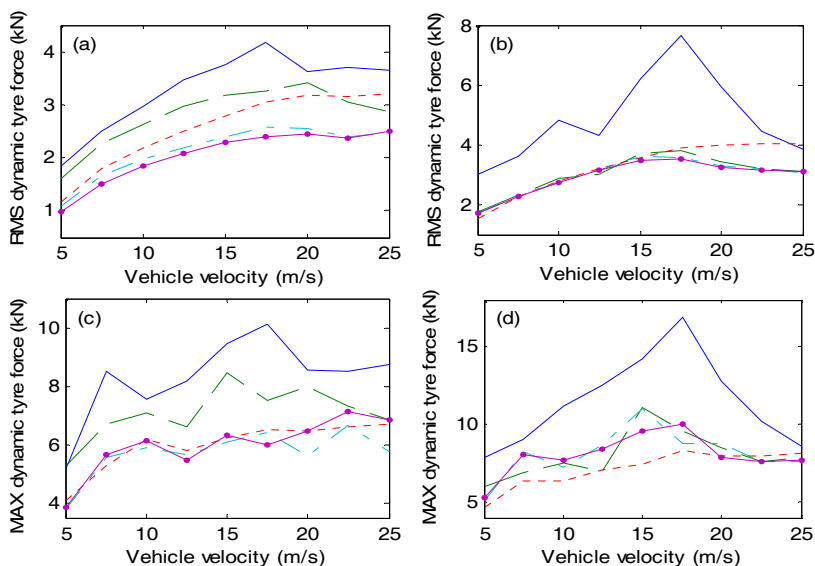 (a)
RMS dynamic tyre force (kN)
4
3
2
1
5 10 15 20 25
Vehicle velocity (m/s)
(b)
RMS dynamic tyre force (kN)
8
6
4
2
5 10 15 20 25
Vehicle velocity (m/s)
(c)
MAX dynamic tyre force (kN)
10
8
6
4
5 10 15 20 25
Vehicle velocity (m/s)
(d)
MAX dynamic tyre force (kN)
15
10
5
5 10 15 20 25
Vehicle velocity (m/s)